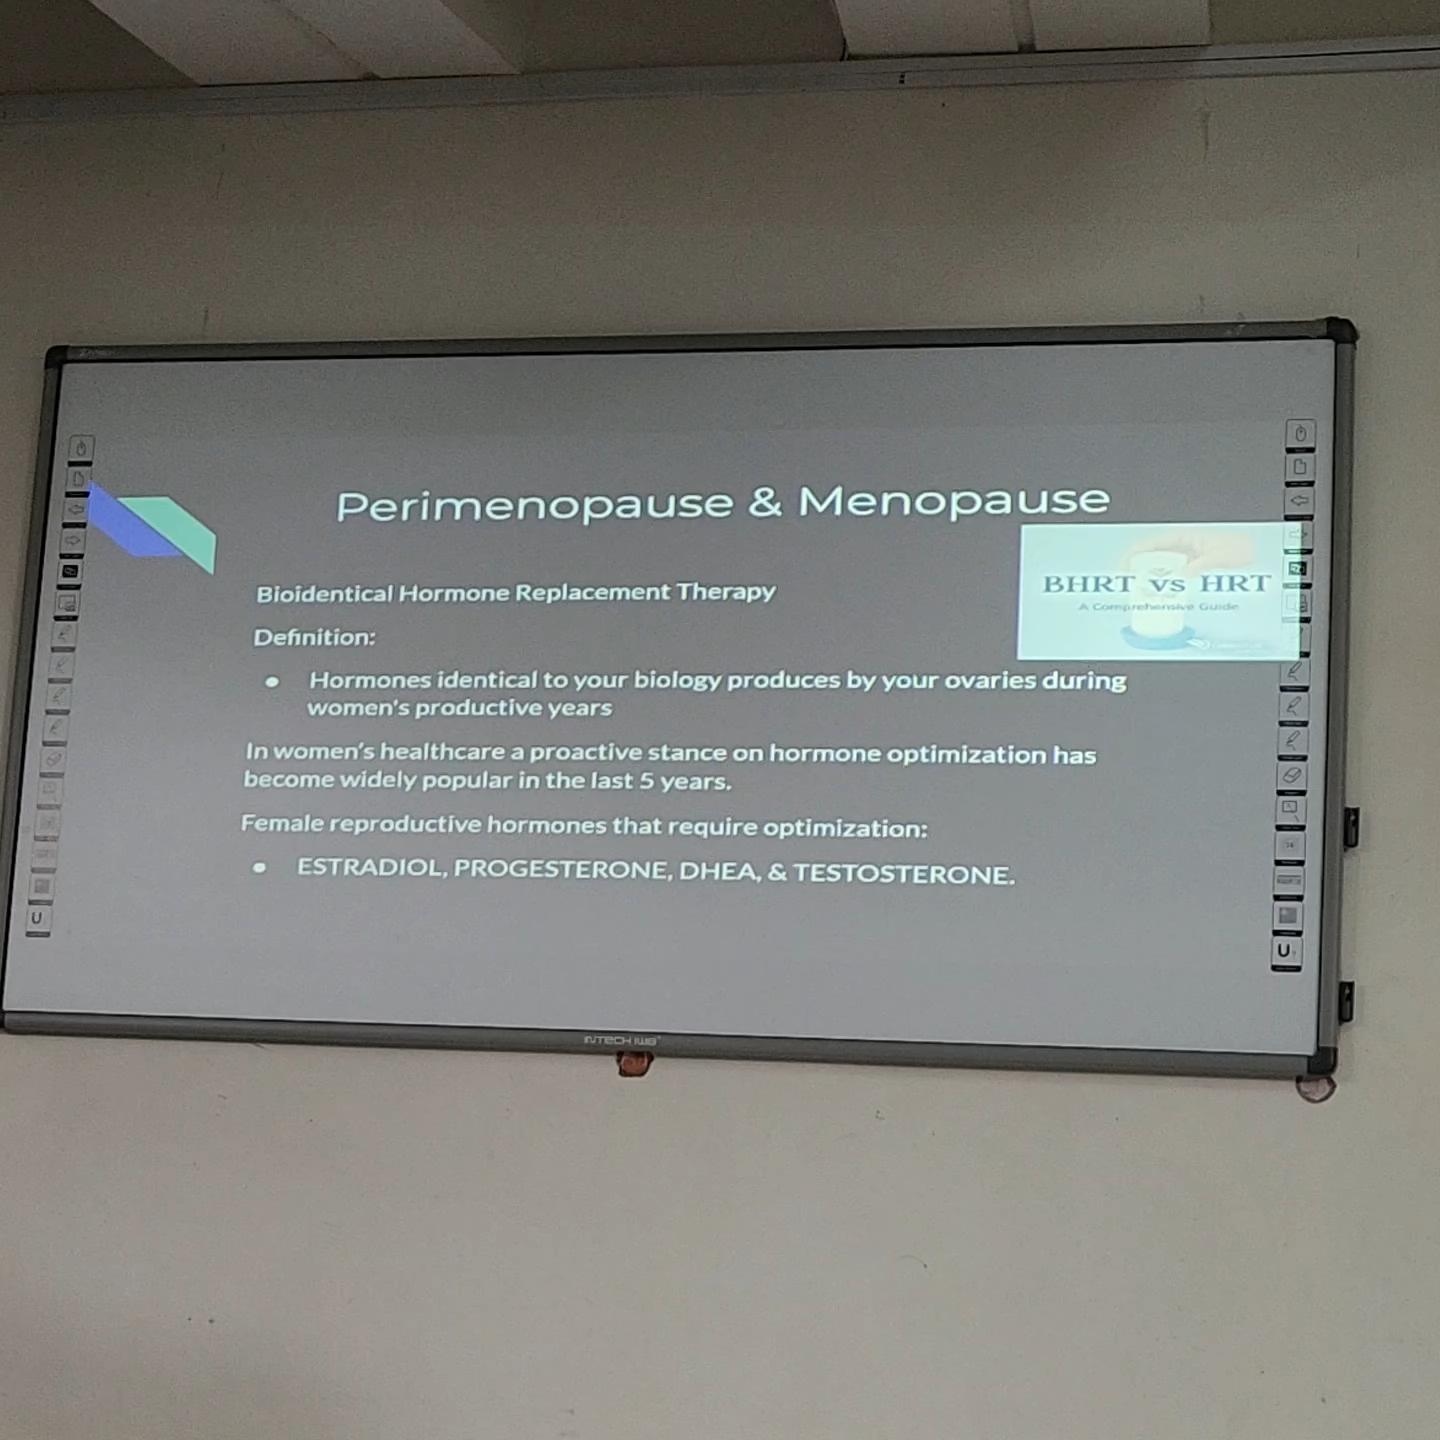 Perimenopause & Menopause
BHRT vs HRT
A Comprehensive Guide
Bioidentical Hormone Replacement Therapy
Definition:
● Hormones identical to your biology produces by your ovaries during
women's productive years
In women's healthcare a proactive stance on hormone optimization has
become widely popular in the last 5 years.
Female reproductive hormones that require optimization:
● ESTRADIOL, PROGESTERONE, DHEA, & TESTOSTERONE.
U
U
INTECH IWB